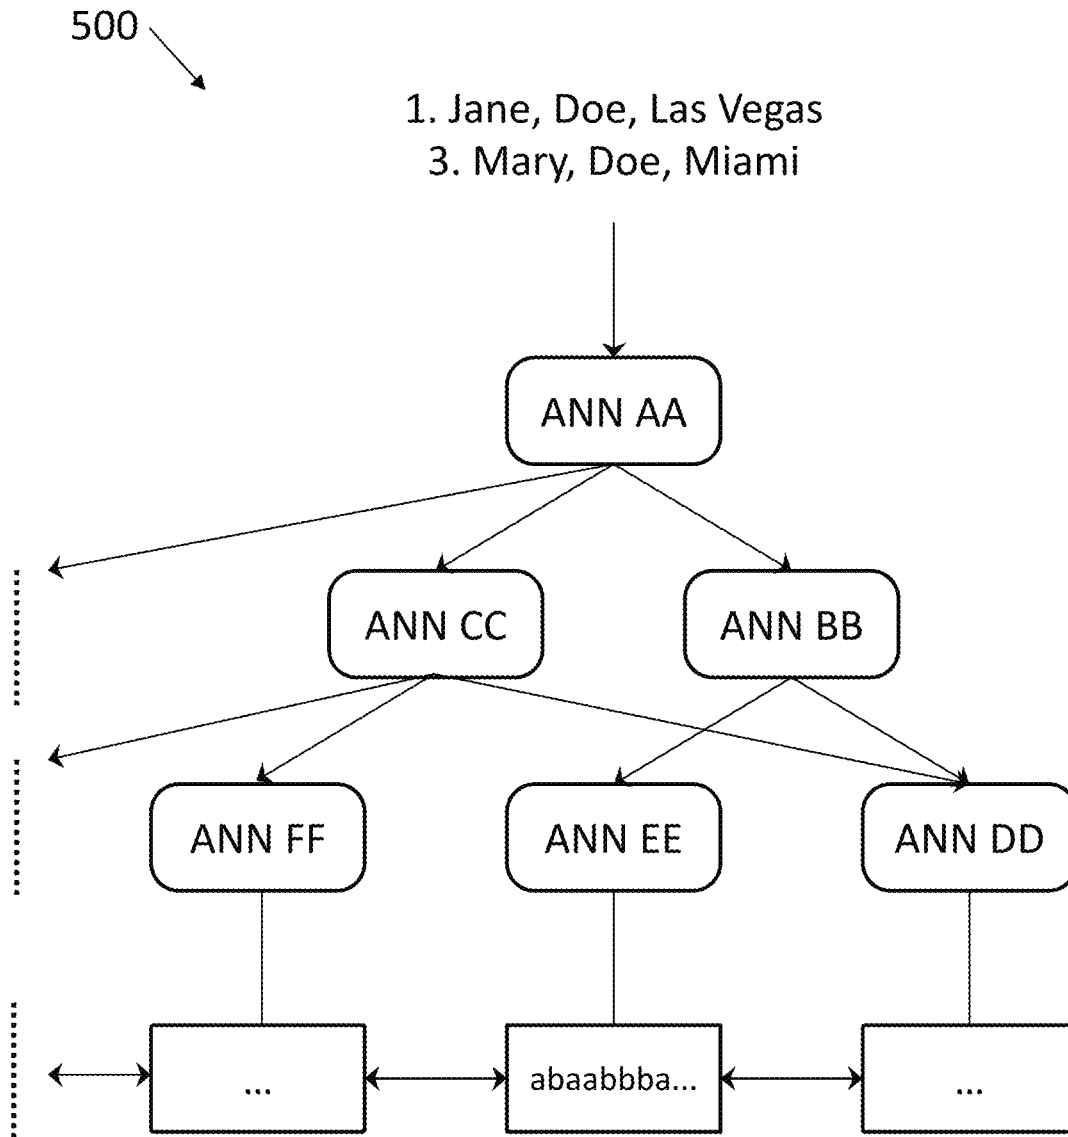 500
1. Jane, Doe, Las Vegas
3. Mary, Doe, Miami
ANN AA
ANN CC
ANN BB
ANN FF
ANN EE
ANN DD
...
abaabbba...
...